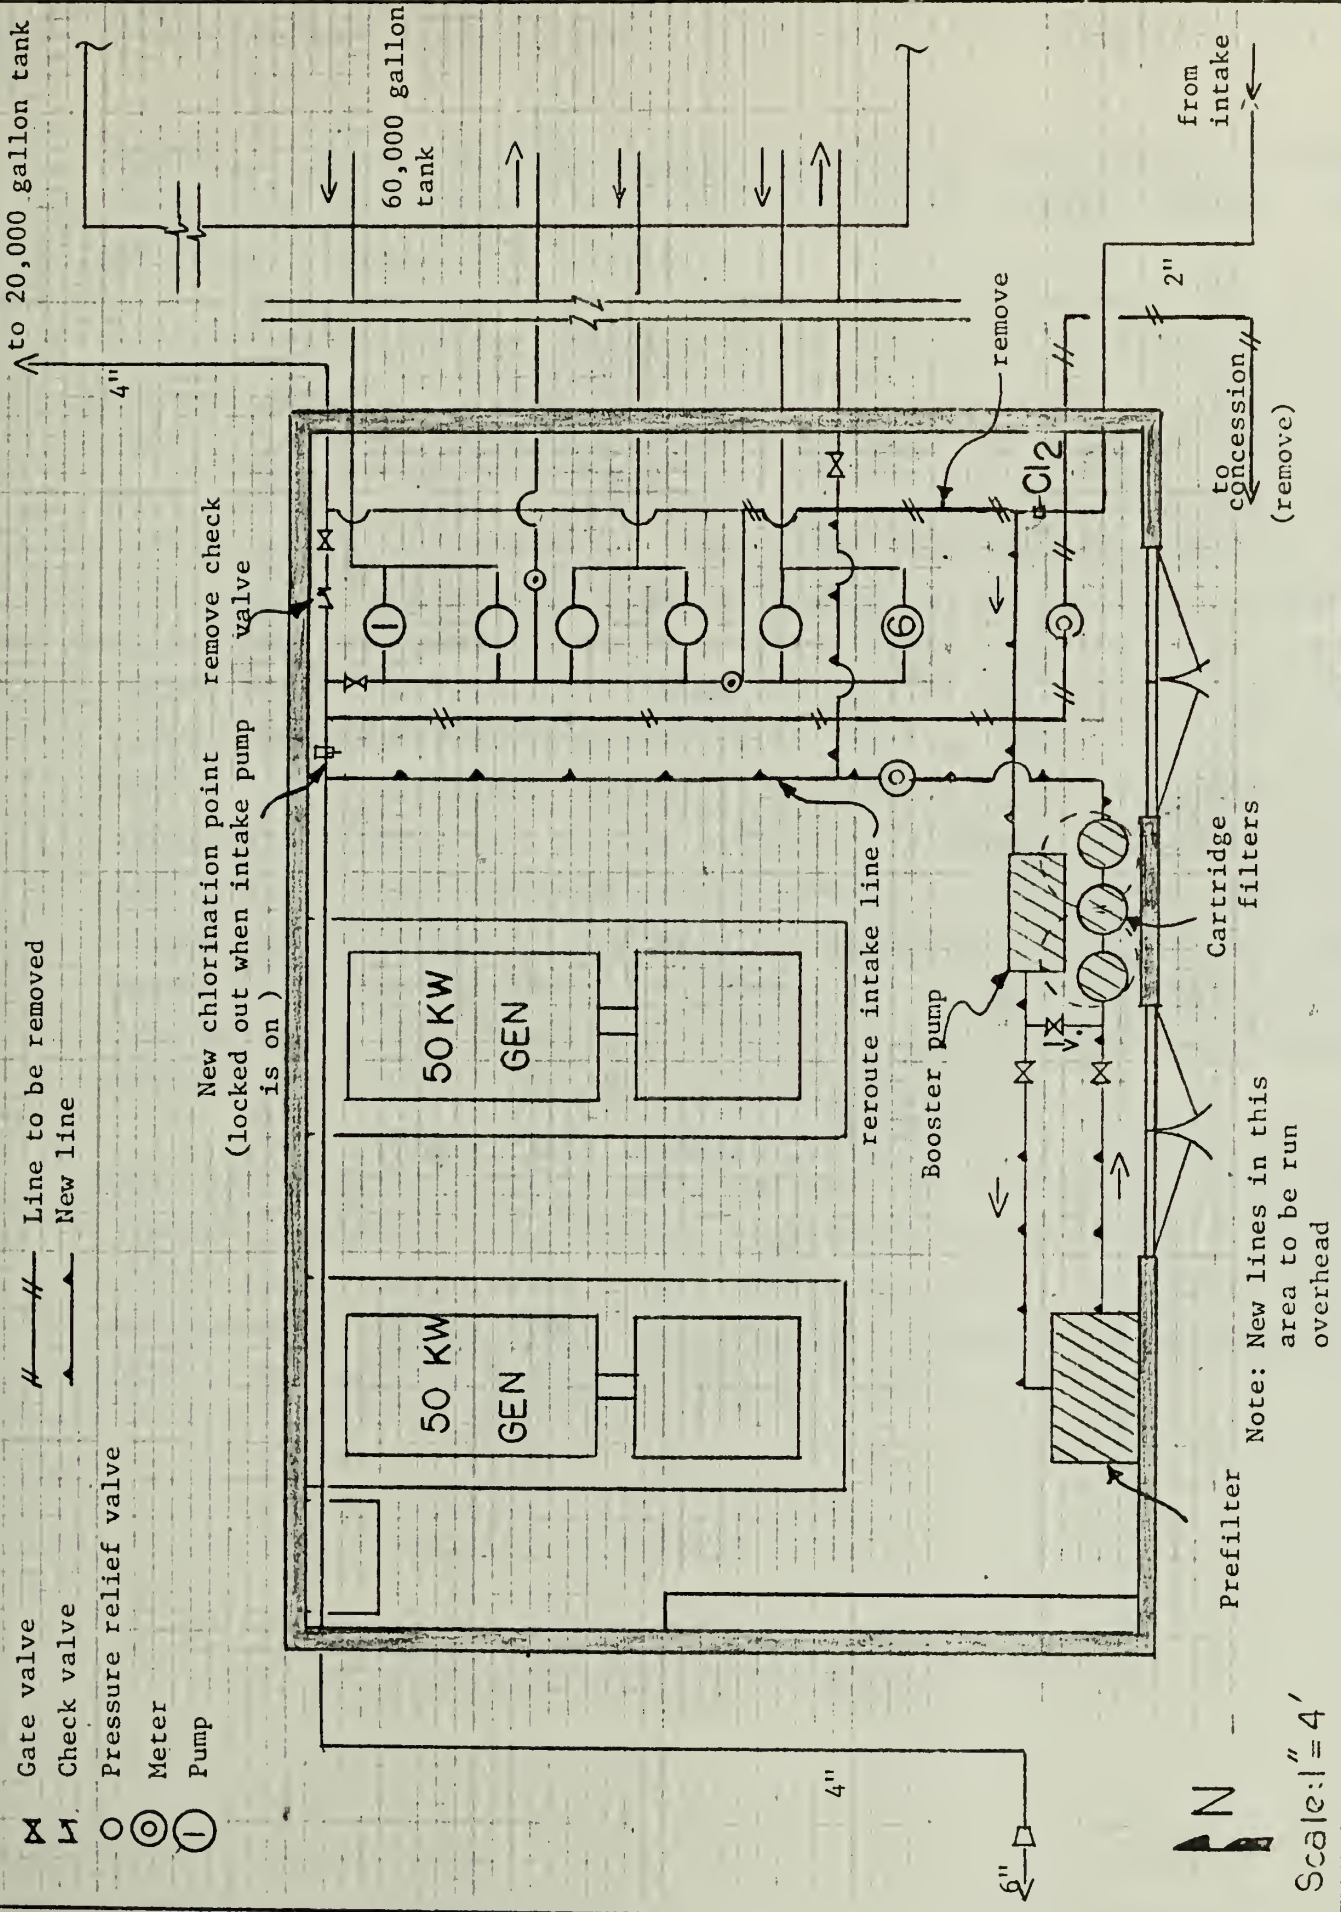 Gate valve
Check valve
Pressure relief valve
Meter
1
Pump
Line to be removed
New line
to 20,000 gallon tank
4"
60,000 gallon
tank
New chlorination point
(locked out when intake pump
is on )
remove check
valve
1
6
50 KW
GEN
50 KW
GEN
reroute intake line
remove
Cl2
from
intake
2"
to
concession
(remove)
Booster pump
Cartridge
filters
Prefilter
Note: New lines in this
area to be run
overhead
4"
6"
N
Scale:1" = 4'